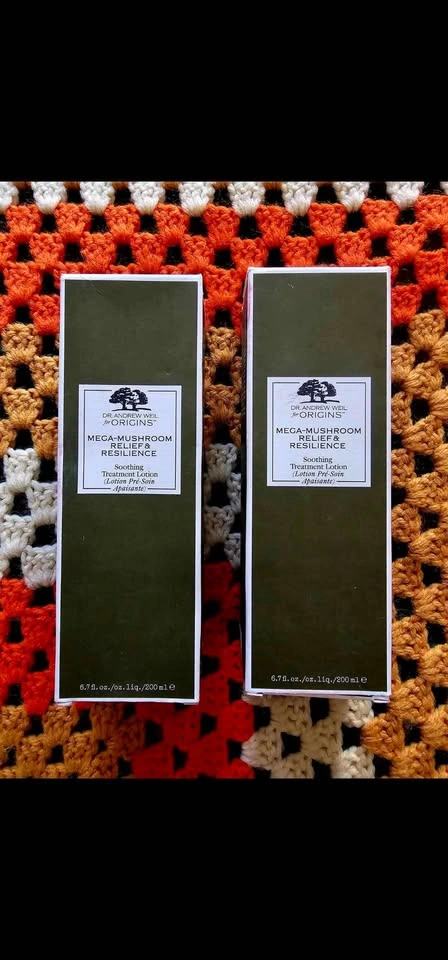 DR. ANDREW WEIL
for ORIGINS™
MEGA-MUSHROOM
RELIEF &
RESILIENCE
Soothing
Treatment Lotion
(Lotion Pré-Soin
Apaisante)
6.7 fl. oz./oz. liq./200 ml ℮
DR. ANDREW WEIL
for ORIGINS™
MEGA-MUSHROOM
RELIEF &
RESILIENCE
Soothing
Treatment Lotion
(Lotion Pré-Soin
Apaisante)
6.7 fl. oz./oz. liq./200 ml ℮